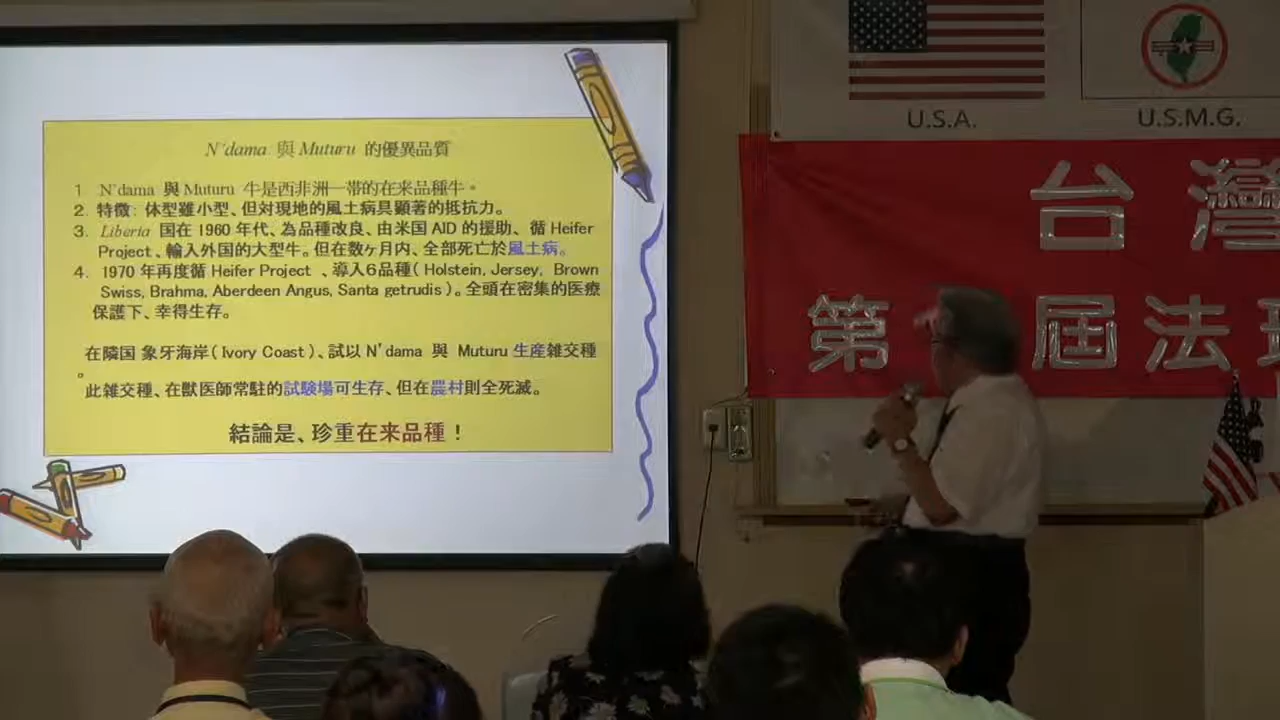 N'dama 與 Muturu 的優異品質
1 N'dama 與 Muturu 牛是西非洲一帯的在来品種牛。
2. 特徵: 体型雖小型、但対現地的風土病具顕著的抵抗力。
3. Liberia 国在 1960 年代、為品種改良、由米国 AID 的援助、循 Heifer
Project、輸入外国的大型牛。但在数ヶ月内、全部死亡於風土病。
4. 1970 年再度循 Heifer Project 、導入6品種( Holstein, Jersey, Brown
Swiss, Brahma, Aberdeen Angus, Santa getrudis )。全頭在密集的医療
保護下、幸得生存。
在隣国 象牙海岸( Ivory Coast )、試以 N'dama 與 Muturu 生産雑交種
。
此雑交種、在獣医師常駐的試験場可生存、但在農村則全死滅。
結論是、珍重在来品種！
U.S.A.
U.S.M.G.
台灣
第 屆法